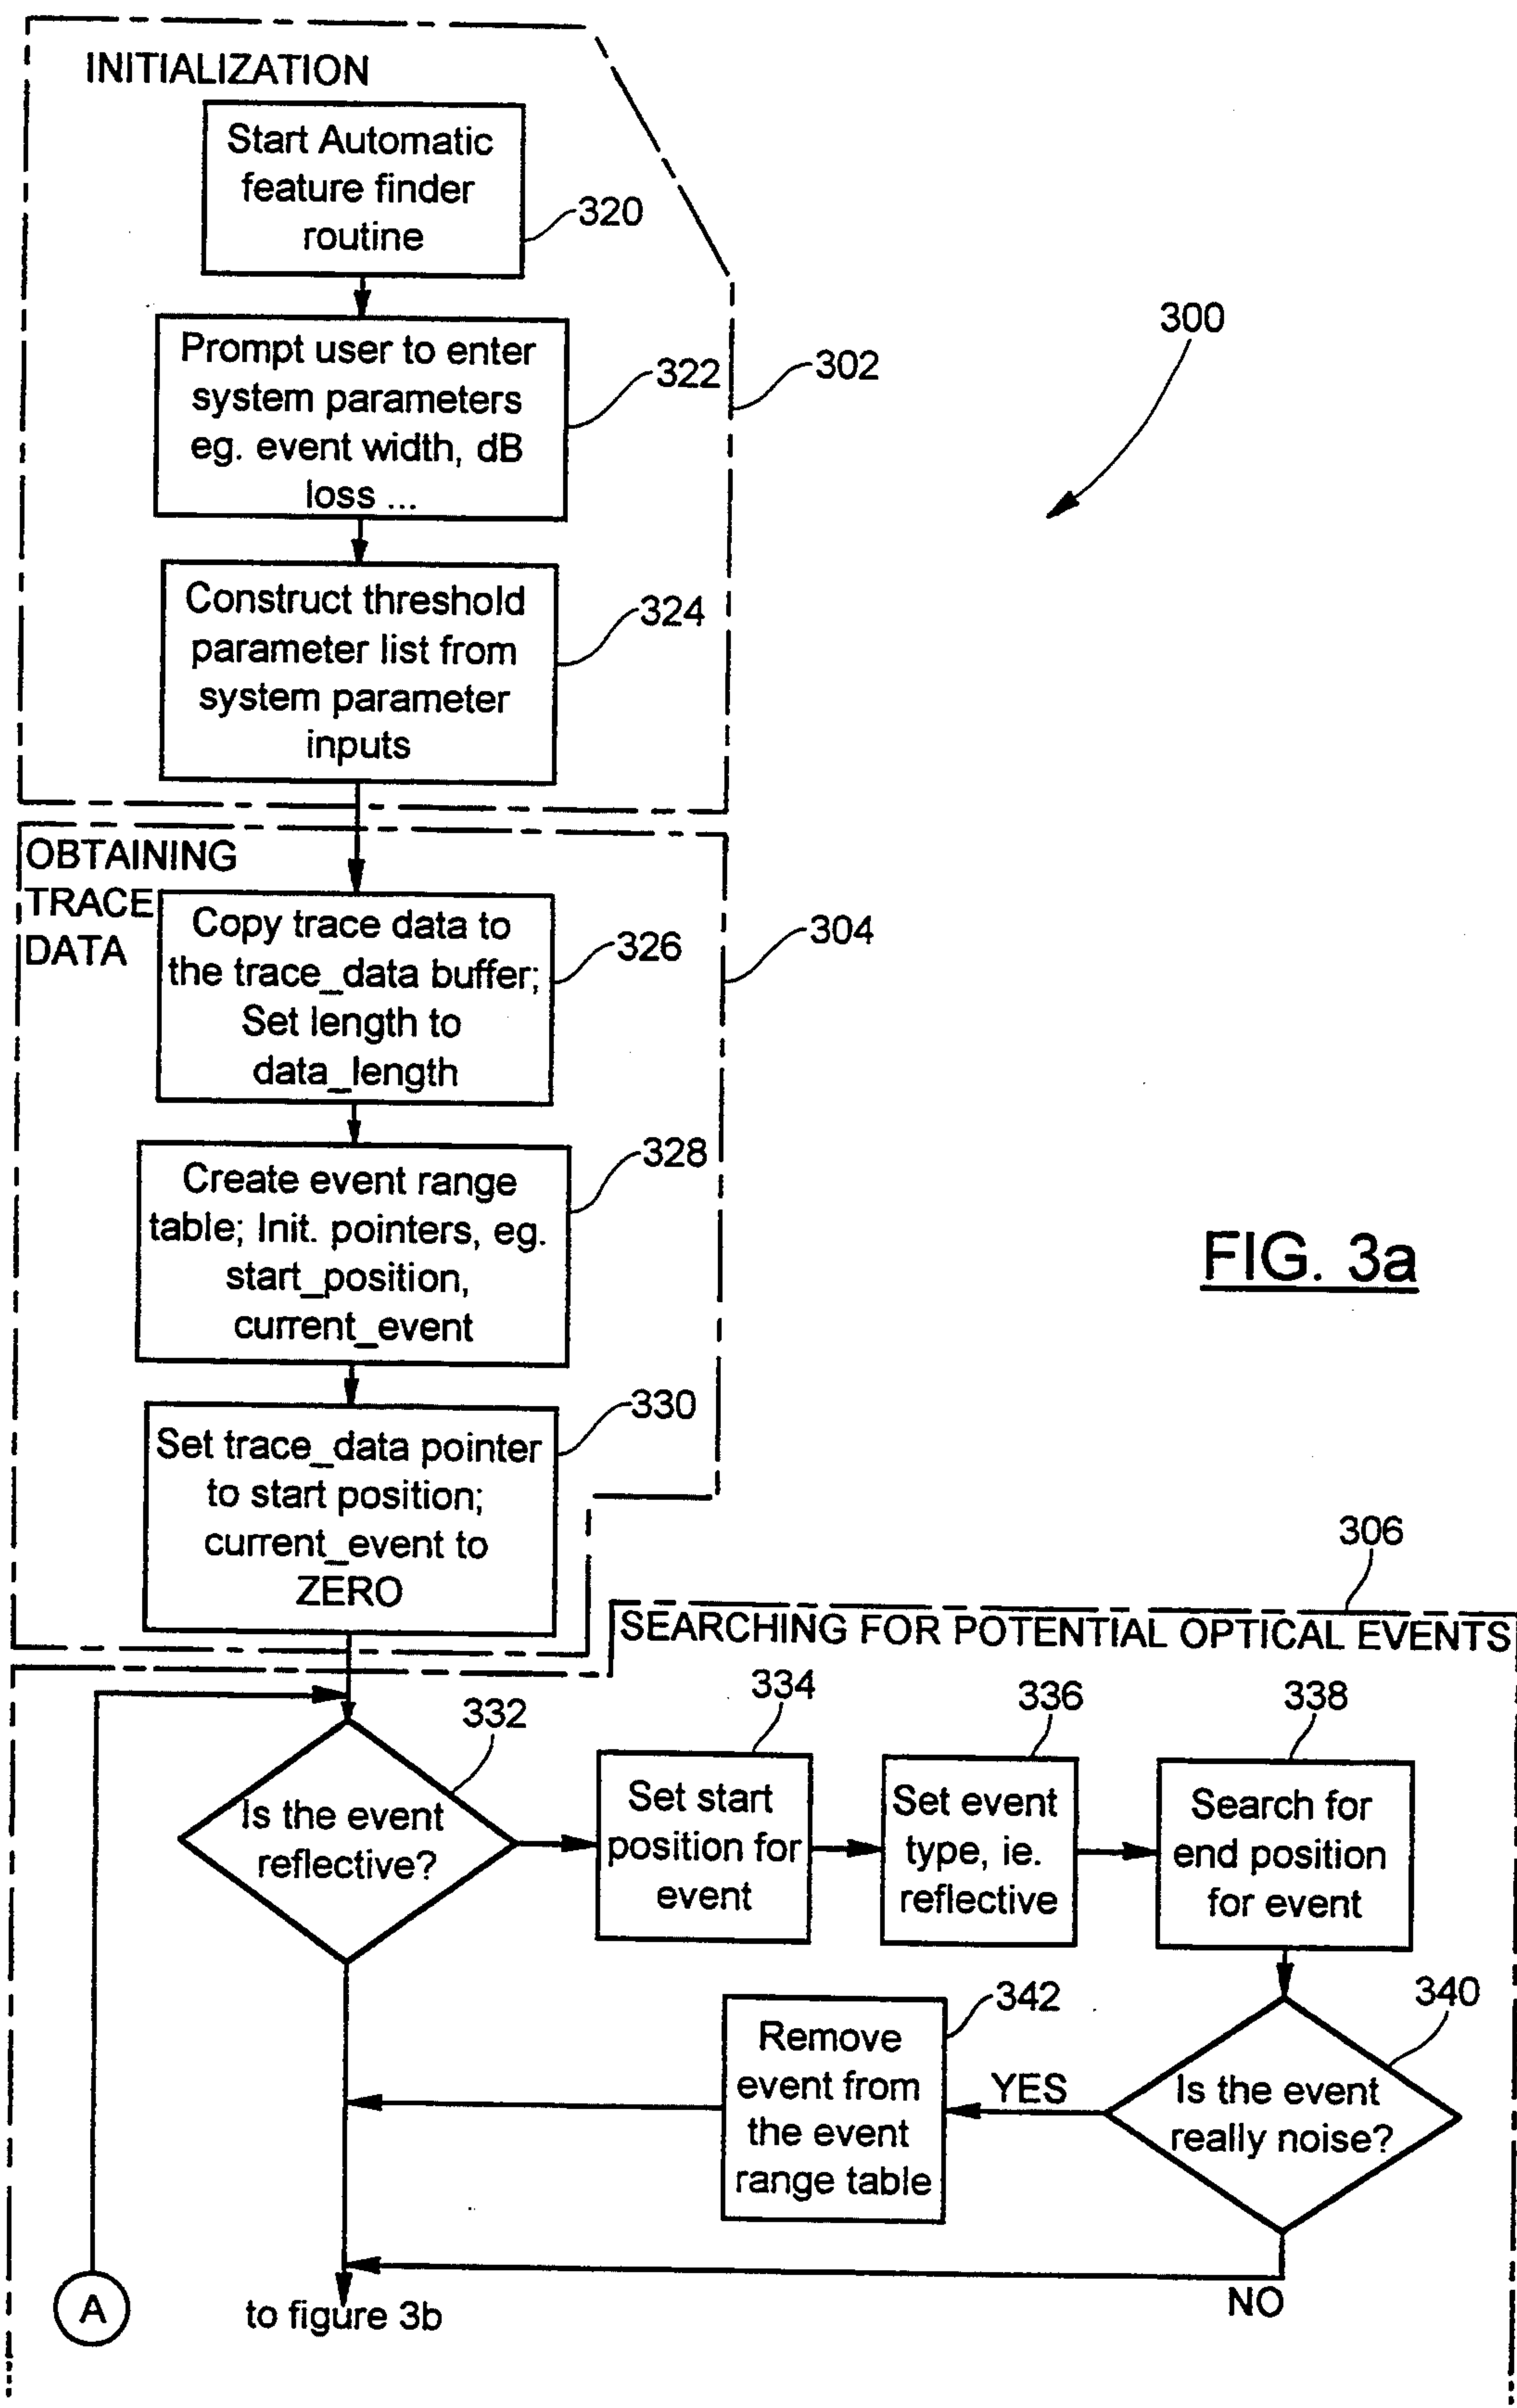 INITIALIZATION
Start Automatic
feature finder
routine
320
Prompt user to enter
system parameters
eg. event width, dB
loss ...
322
302
300
Construct threshold
parameter list from
system parameter
inputs
324
OBTAINING
TRACE
DATA
Copy trace data to
the trace_data buffer;
Set length to
data_length
326
304
Create event range
table; Init. pointers, eg.
start_position,
current_event
328
FIG. 3a
Set trace_data pointer
to start position;
current_event to
ZERO
330
306
SEARCHING FOR POTENTIAL OPTICAL EVENTS
Is the event
reflective?
332
Set start
position for
event
334
Set event
type, ie.
reflective
336
Search for
end position
for event
338
Is the event
really noise?
340
YES
Remove
event from
the event
range table
342
NO
A
to figure 3b